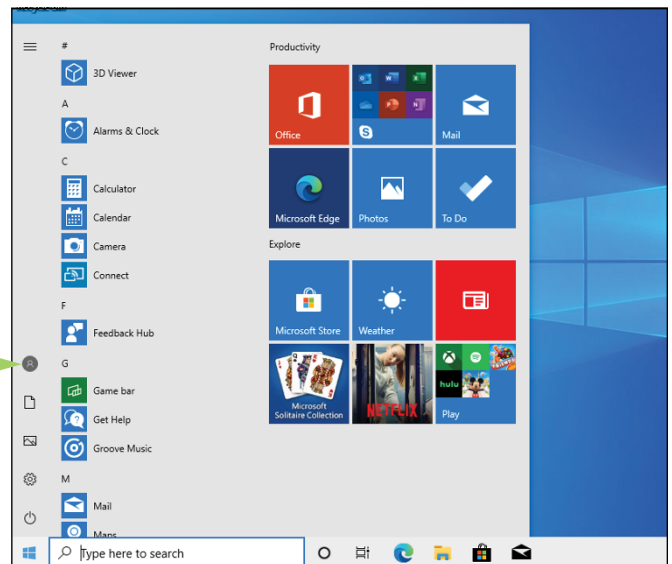 #
3D Viewer
A
Alarms & Clock
C
Calculator
Calendar
Camera
Connect
F
Feedback Hub
G
Game bar
Get Help
Groove Music
M
Mail
Maps
Productivity
Office
Mail
Microsoft Edge
Photos
To Do
Explore
Microsoft Store
Weather
Microsoft
Solitaire Collection
NETFLIX
hulu
Play
Type here to search